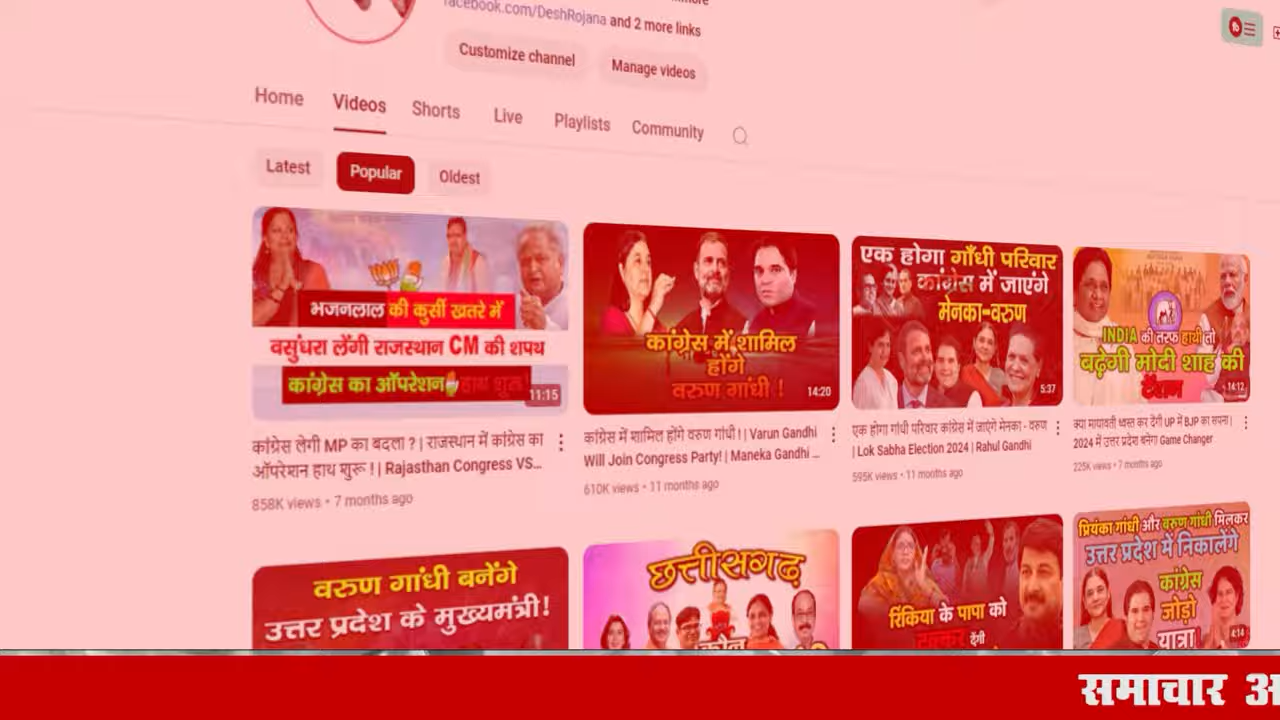 facebook.com/DeshRojana and 2 more links
Customize channel
Manage videos
Home
Videos
Shorts
Live
Playlists
Community
Latest
Popular
Oldest
भजनलाल की कुर्सी खतरे में
वसुंधरा लेंगी राजस्थान CM की शपथ
कांग्रेस का ऑपरेशन हाथ शुरू
11:15
कांग्रेस लेगी MP का बदला ? | राजस्थान में कांग्रेस का
ऑपरेशन हाथ शुरू ! | Rajasthan Congress VS...
858K views • 7 months ago
कांग्रेस में शामिल
होंगे
वरुण गांधी !
14:20
कांग्रेस में शामिल होंगे वरुण गांधी ! | Varun Gandhi
Will Join Congress Party! | Maneka Gandhi ...
610K views • 11 months ago
एक होगा गाँधी परिवार
कांग्रेस में जाएंगे
मेनका-वरुण
5:37
एक होगा गांधी परिवार कांग्रेस में जाएंगे मेनका - वरुण
| Lok Sabha Election 2024 | Rahul Gandhi
595K views • 11 months ago
INDIA की तरफ हाथी तो
बढ़ेगी मोदी शाह की
टेंशन
14:12
क्या मायावती ध्वस्त कर देंगी UP में BJP का सपना |
2024 में उत्तर प्रदेश बनेगा Game Changer
225K views • 7 months ago
वरुण गांधी बनेंगे
उत्तर प्रदेश के मुख्यमंत्री!
छत्तीसगढ़
कौन
रिंकिया के पापा को
टक्कर देंगी
प्रियंका गांधी और वरुण गांधी मिलकर
उत्तर प्रदेश में निकालेंगे
कांग्रेस
जोड़ो
यात्रा
4:14
समाचार अ